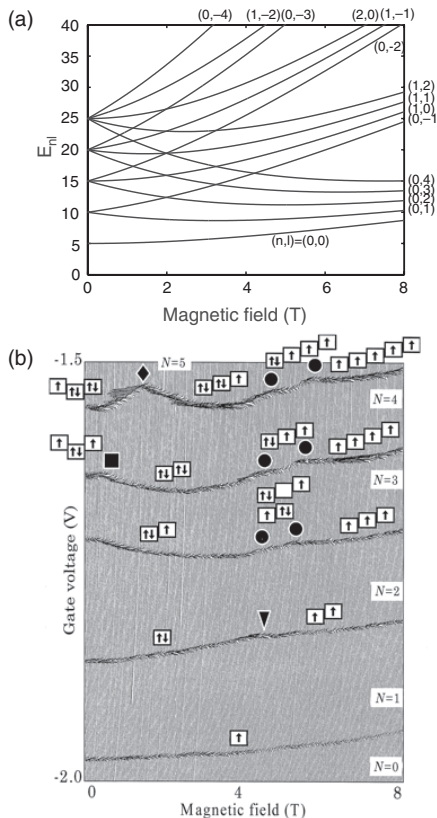 (a)
(0,−4) (1,−2) (0,−3) (2,0) (1,−1)
40
35
30
25
20
15
10
5
0
E_nl
(0,-2)
(1,2)
(1,1)
(1,0)
(0,−1
(0,4)
(0,3)
(0,2)
(0,1)
(n,l)=(0,0)
0 2 4 6 8
Magnetic field (T)
(b)
-1.5
N=5
N=4
N=3
N=2
N=1
N=0
Gate voltage (V)
-2.0
0 4 8
Magnetic field (T)